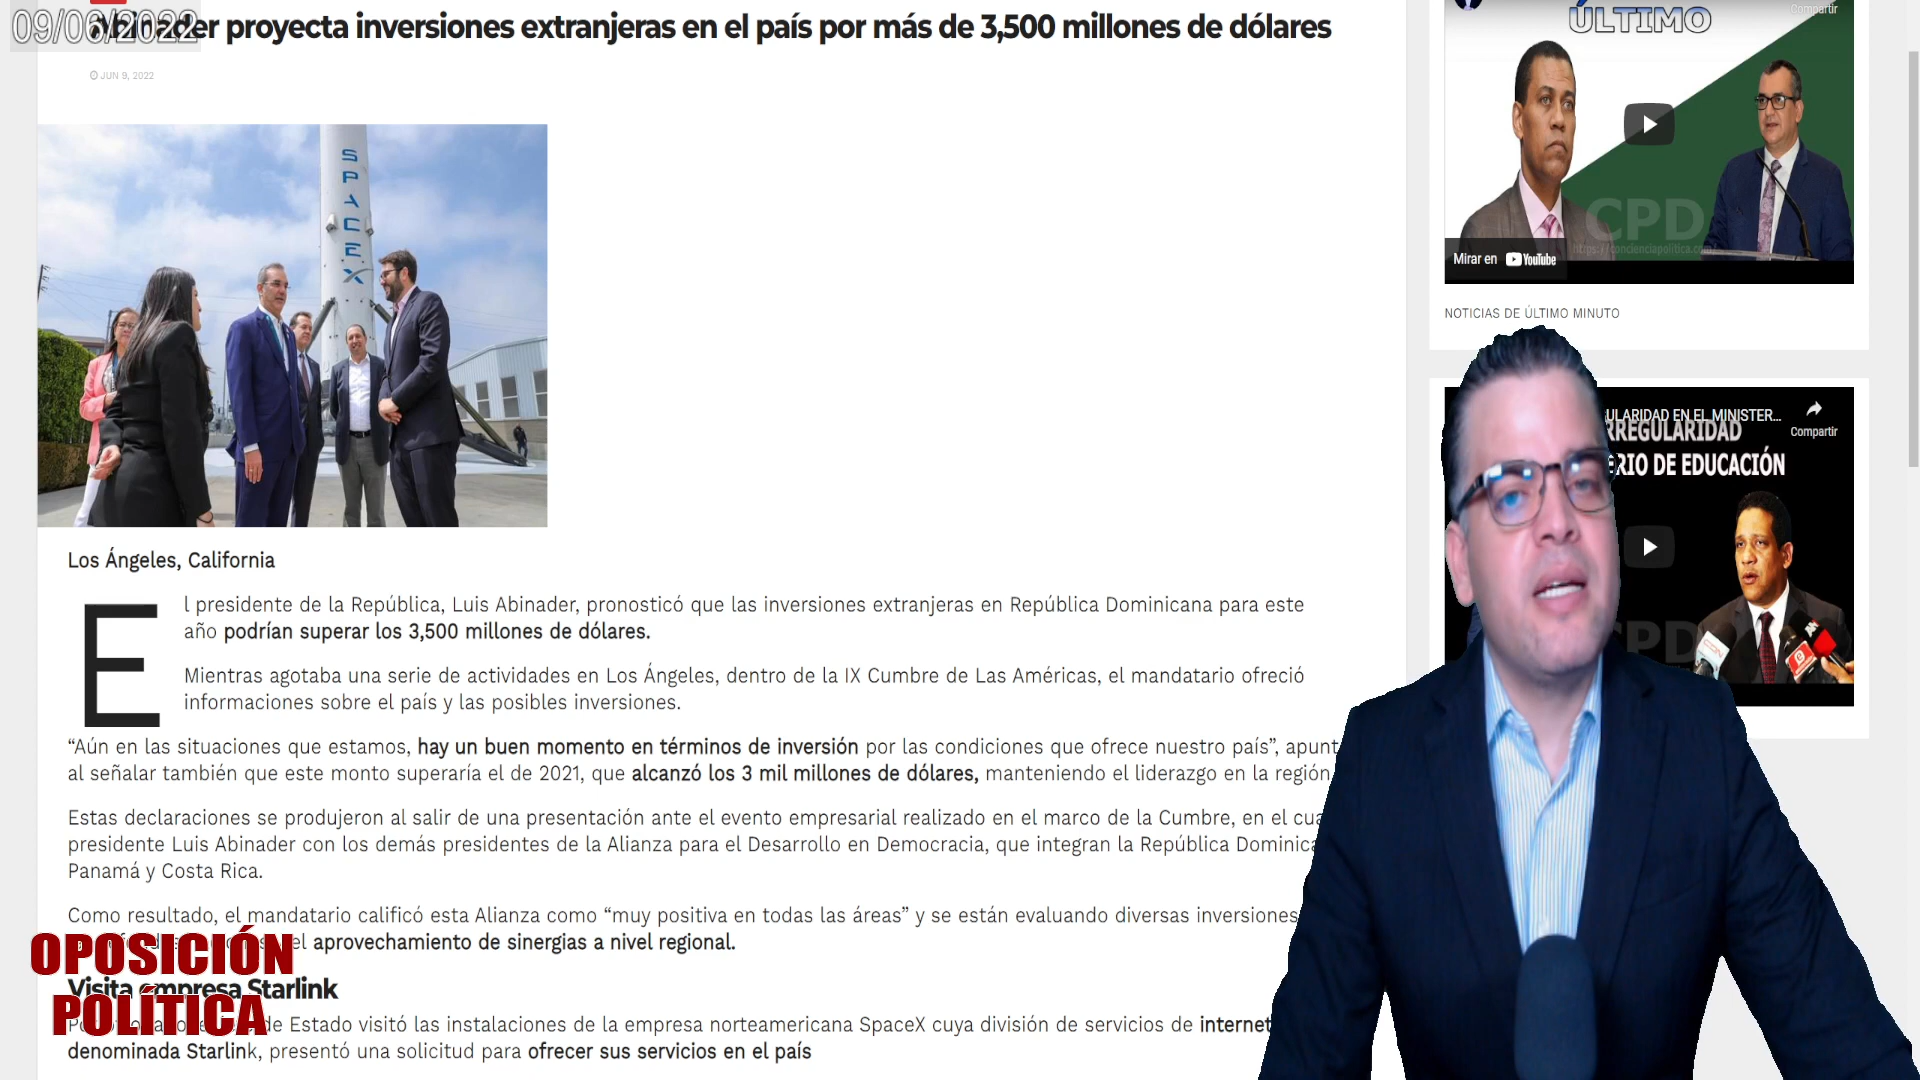 09/06/2022
Abinader proyecta inversiones extranjeras en el país por más de 3,500 millones de dólares
JUN 9, 2022
SPACEX
Los Ángeles, California
El presidente de la República, Luis Abinader, pronosticó que las inversiones extranjeras en República Dominicana para este
año podrían superar los 3,500 millones de dólares.
Mientras agotaba una serie de actividades en Los Ángeles, dentro de la IX Cumbre de Las Américas, el mandatario ofreció
informaciones sobre el país y las posibles inversiones.
“Aún en las situaciones que estamos, hay un buen momento en términos de inversión por las condiciones que ofrece nuestro país”, apunt
al señalar también que este monto superaría el de 2021, que alcanzó los 3 mil millones de dólares, manteniendo el liderazgo en la región
Estas declaraciones se produjeron al salir de una presentación ante el evento empresarial realizado en el marco de la Cumbre, en el cua
presidente Luis Abinader con los demás presidentes de la Alianza para el Desarrollo en Democracia, que integran la República Dominica
Panamá y Costa Rica.
Como resultado, el mandatario calificó esta Alianza como “muy positiva en todas las áreas” y se están evaluando diversas inversiones
el aprovechamiento de sinergias a nivel regional.
Visita empresa Starlink
de Estado visitó las instalaciones de la empresa norteamericana SpaceX cuya división de servicios de internet
denominada Starlink, presentó una solicitud para ofrecer sus servicios en el país
OPOSICIÓN
POLÍTICA
ÚLTIMO
Compartir
CPD
https://concienciapolitica.com/
Mirar en YouTube
NOTICIAS DE ÚLTIMO MINUTO
ULARIDAD EN EL MINISTER...
Compartir
RREGULARIDAD
ERIO DE EDUCACIÓN
CPD